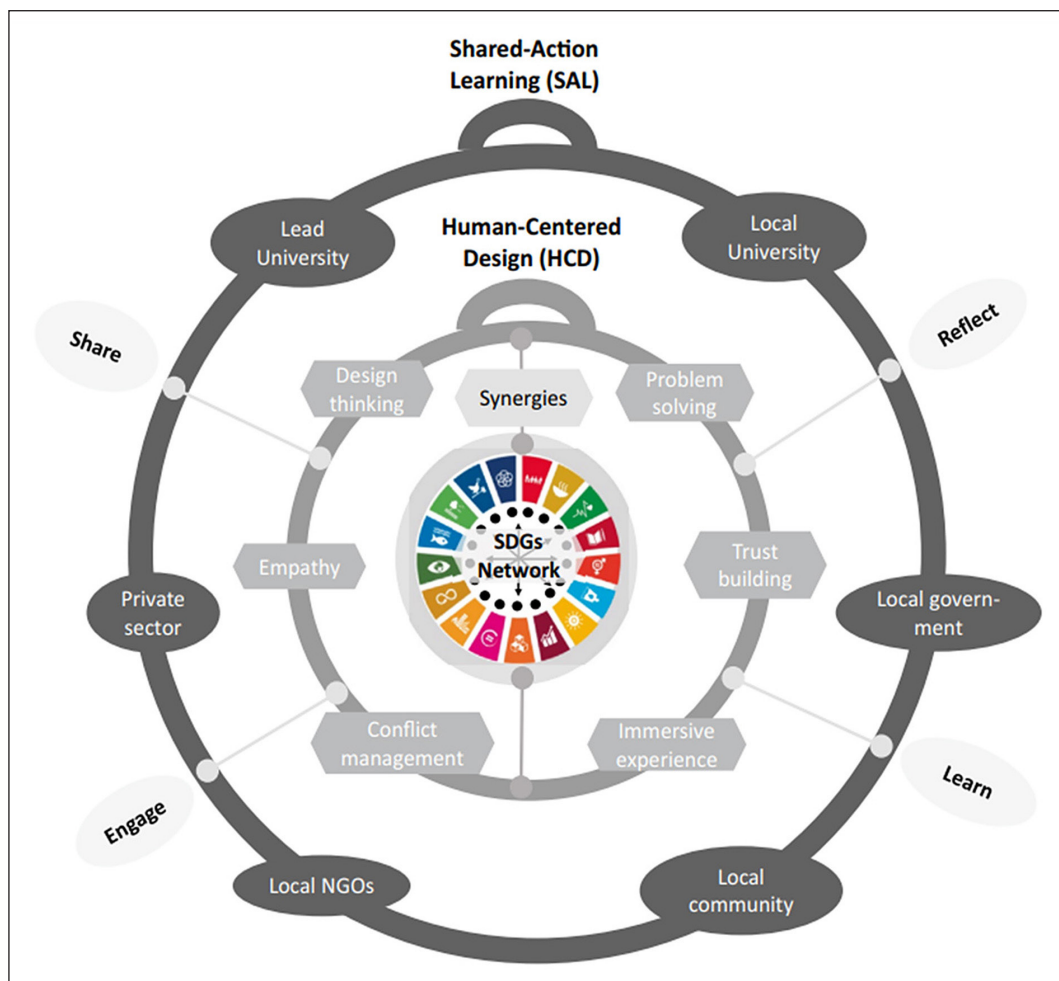 Shared-Action
Learning (SAL)
Lead
University
Local
University
Human-Centered
Design (HCD)
Share
Reflect
Design
thinking
Synergies
Problem
solving
SDGs
Network
Empathy
Trust
building
Private
sector
Local govern-
ment
Conflict
management
Immersive
experience
Engage
Learn
Local NGOs
Local
community